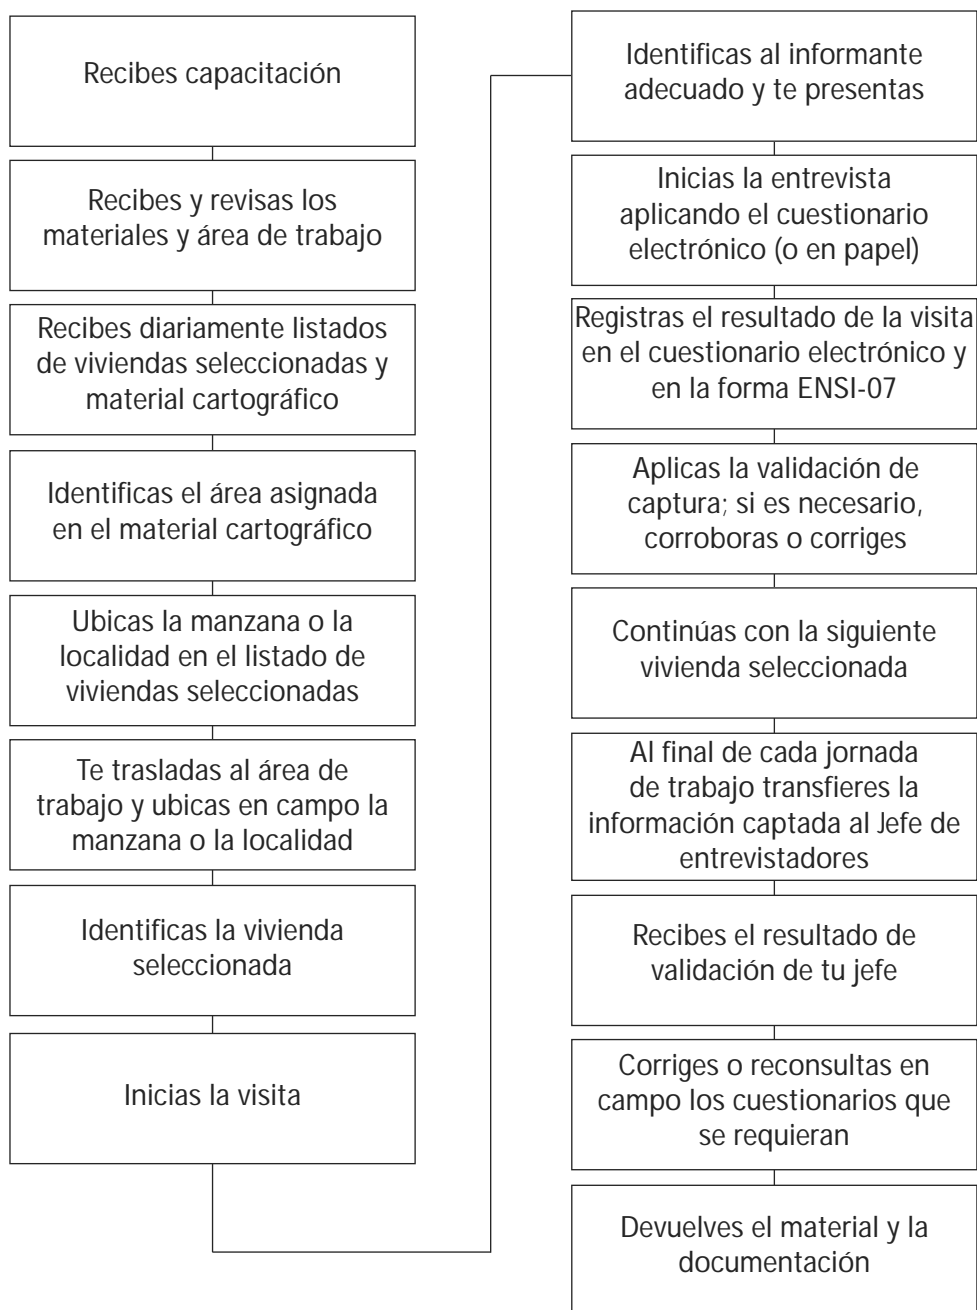 Recibes capacitación
Recibes y revisas los
materiales y área de trabajo
Recibes diariamente listados
de viviendas seleccionadas y
material cartográfico
Identificas el área asignada
en el material cartográfico
Ubicas la manzana o la
localidad en el listado de
viviendas seleccionadas
Te trasladas al área de
trabajo y ubicas en campo la
manzana o la localidad
Identificas la vivienda
seleccionada
Inicias la visita
Identificas al informante
adecuado y te presentas
Inicias la entrevista
aplicando el cuestionario
electrónico (o en papel)
Registras el resultado de la visita
en el cuestionario electrónico y
en la forma ENSI-07
Aplicas la validación de
captura; si es necesario,
corroboras o corriges
Continúas con la siguiente
vivienda seleccionada
Al final de cada jornada
de trabajo transfieres la
información captada al Jefe de
entrevistadores
Recibes el resultado de
validación de tu jefe
Corriges o reconsultas en
campo los cuestionarios que
se requieran
Devuelves el material y la
documentación